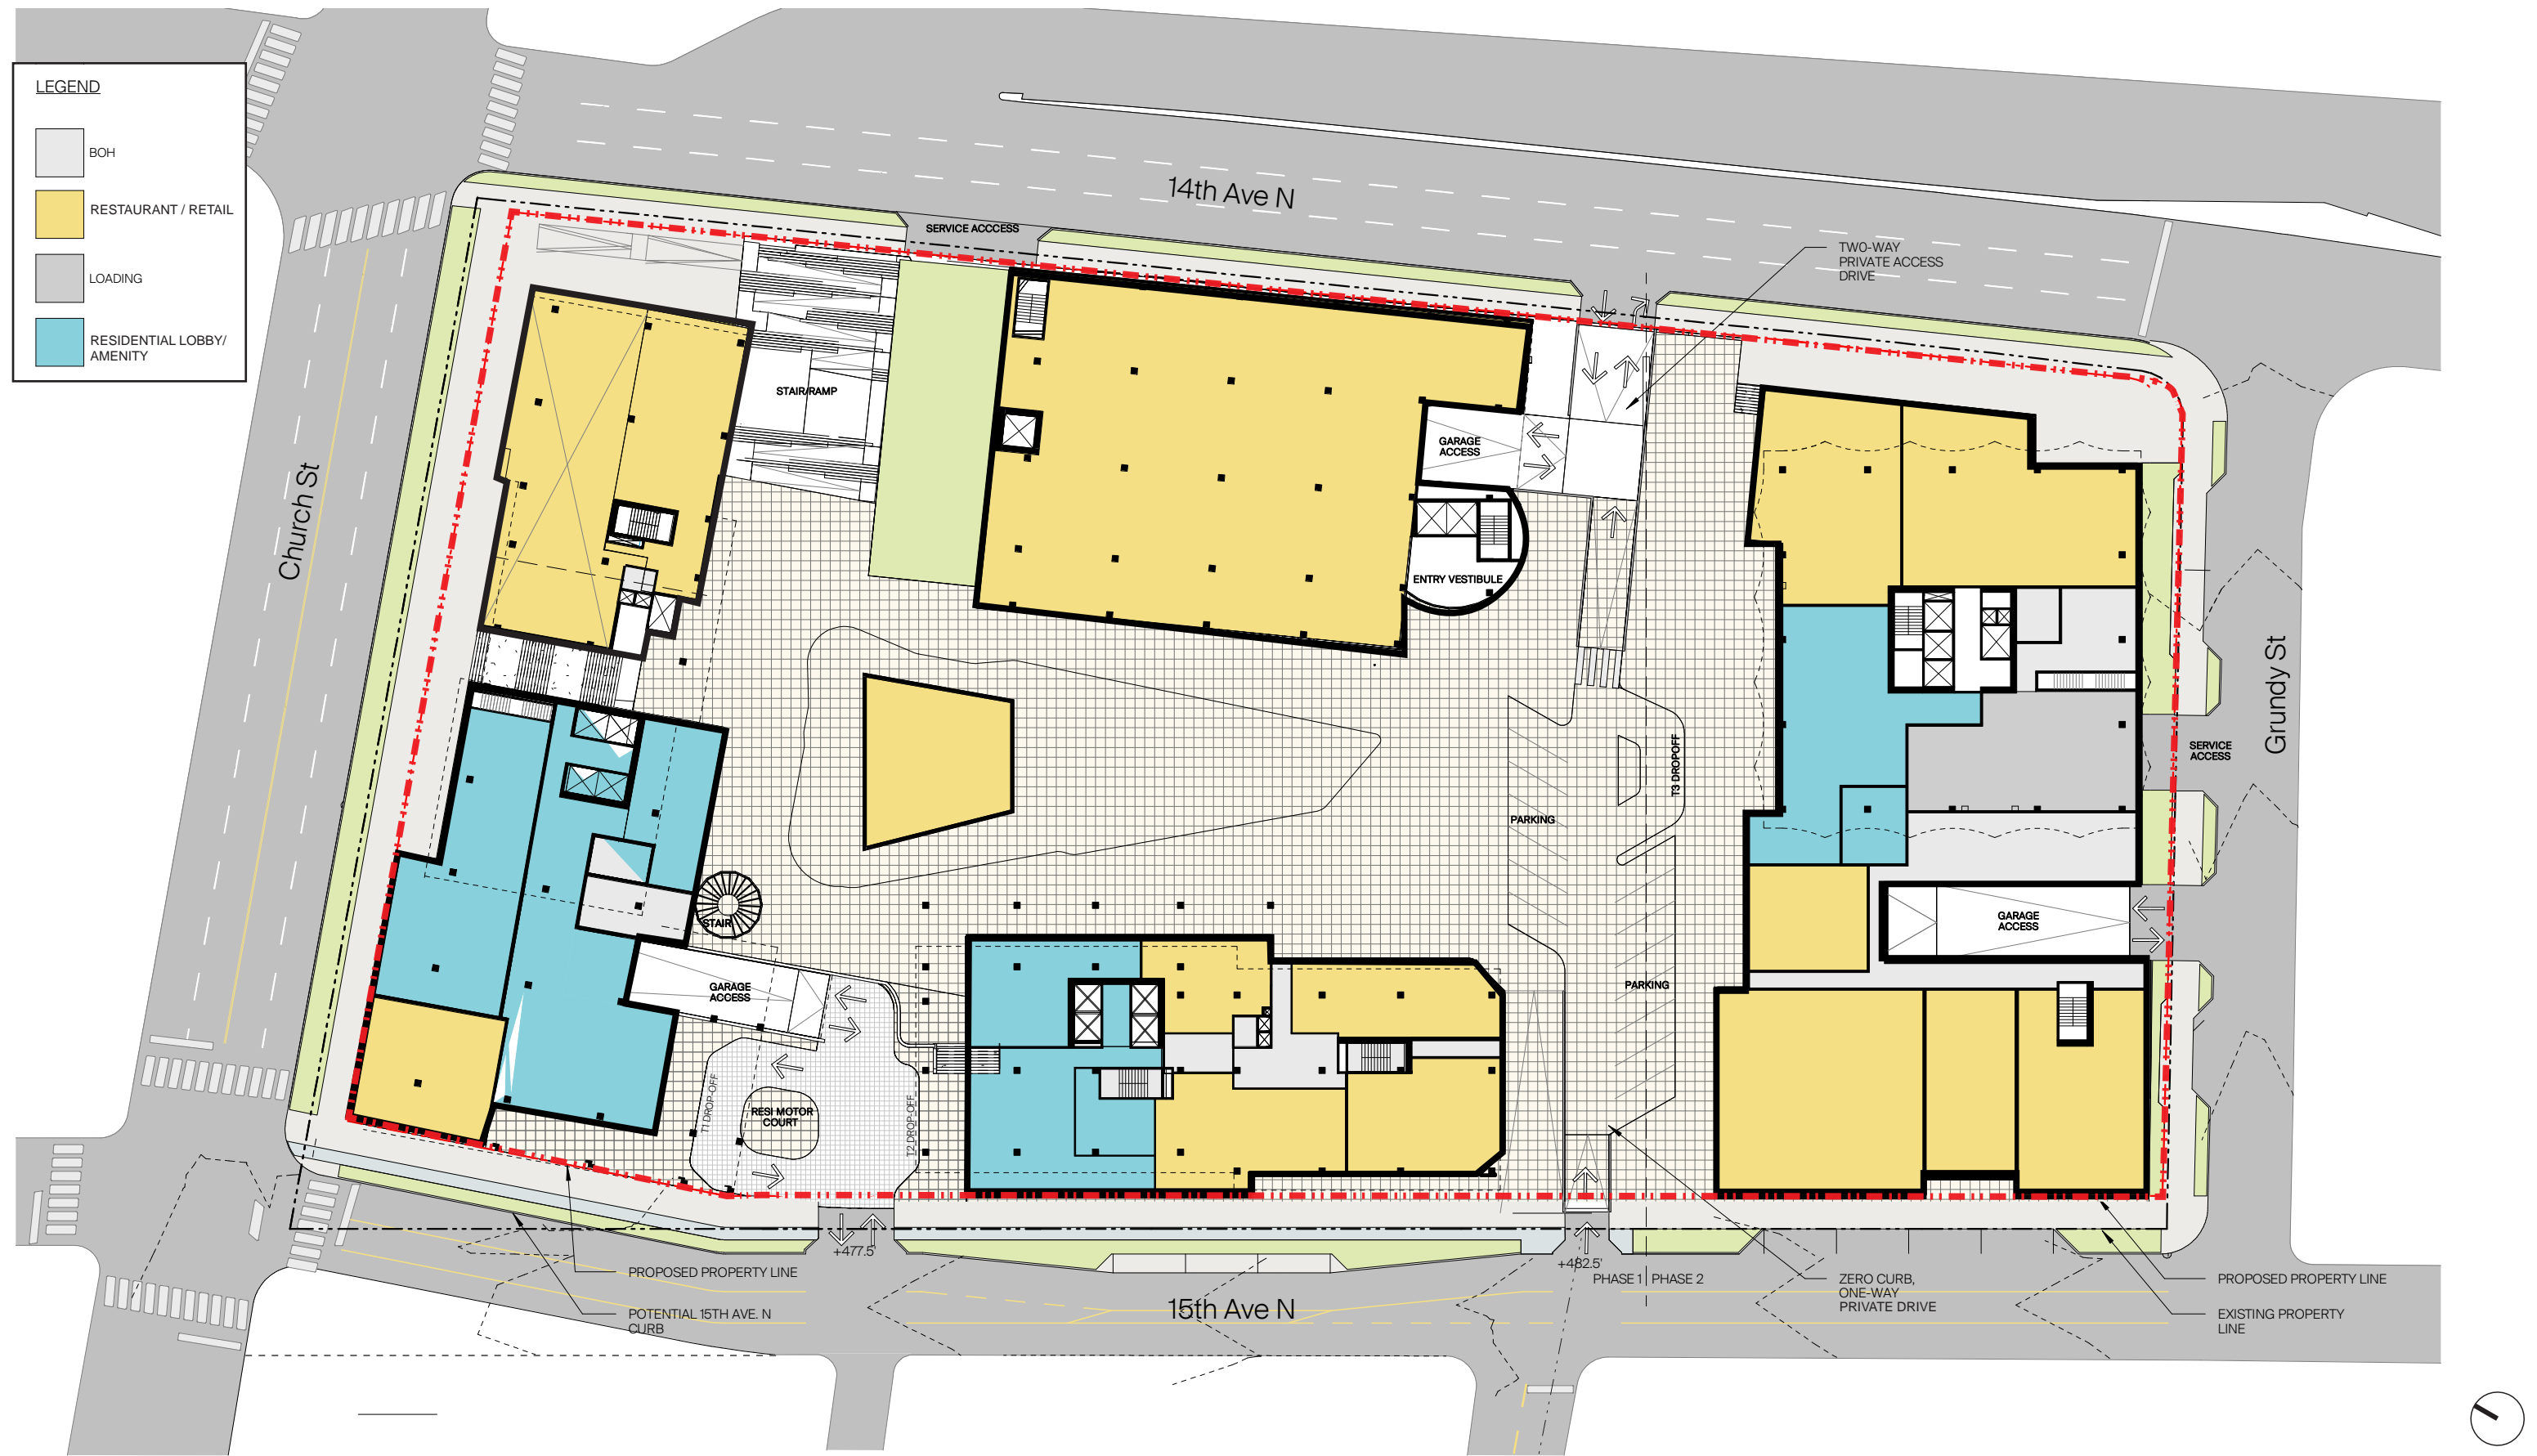 LEGEND
BOH
RESTAURANT / RETAIL
LOADING
RESIDENTIAL LOBBY/
AMENITY
14th Ave N
SERVICE ACCCESS
TWO-WAY
PRIVATE ACCESS
DRIVE
STAIR/RAMP
GARAGE
ACCESS
ENTRY VESTIBULE
Church St
Grundy St
SERVICE
ACCESS
T3 DROPOFF
PARKING
STAIR
GARAGE
ACCESS
GARAGE
ACCESS
PARKING
T1 DROP-OFF
RESI MOTOR
COURT
T2 DROP-OFF
+477.5'
+482.5'
PROPOSED PROPERTY LINE
PHASE 1 | PHASE 2
ZERO CURB,
ONE-WAY
PRIVATE DRIVE
PROPOSED PROPERTY LINE
POTENTIAL 15TH AVE. N
CURB
15th Ave N
EXISTING PROPERTY
LINE